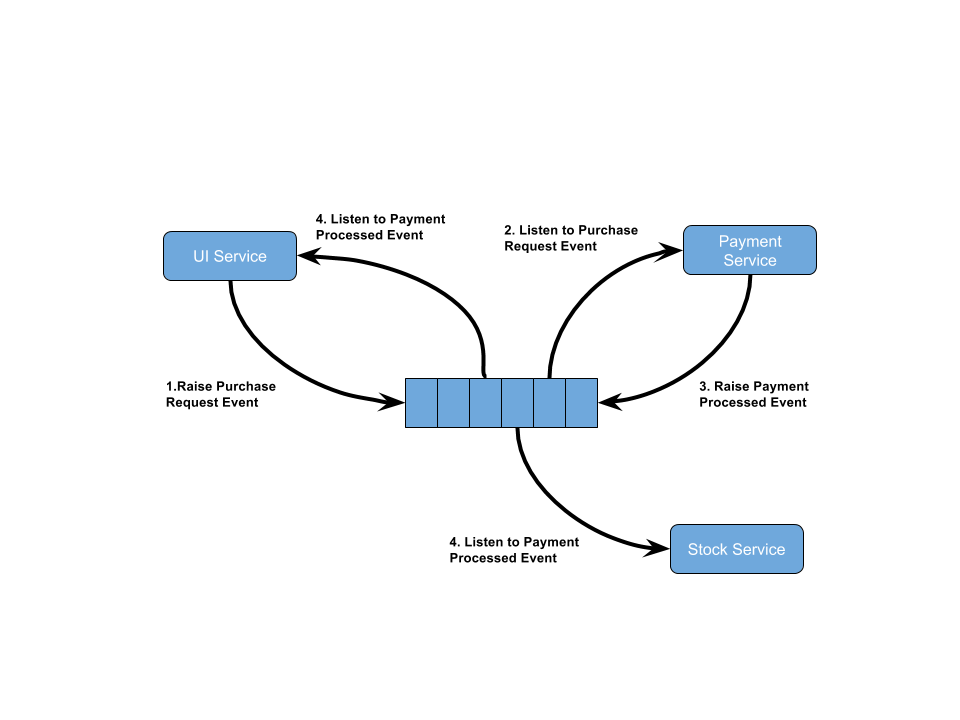 4. Listen to Payment
Processed Event
2. Listen to Purchase
Request Event
UI Service
Payment
Service
1.Raise Purchase
Request Event
3. Raise Payment
Processed Event
4. Listen to Payment
Processed Event
Stock Service